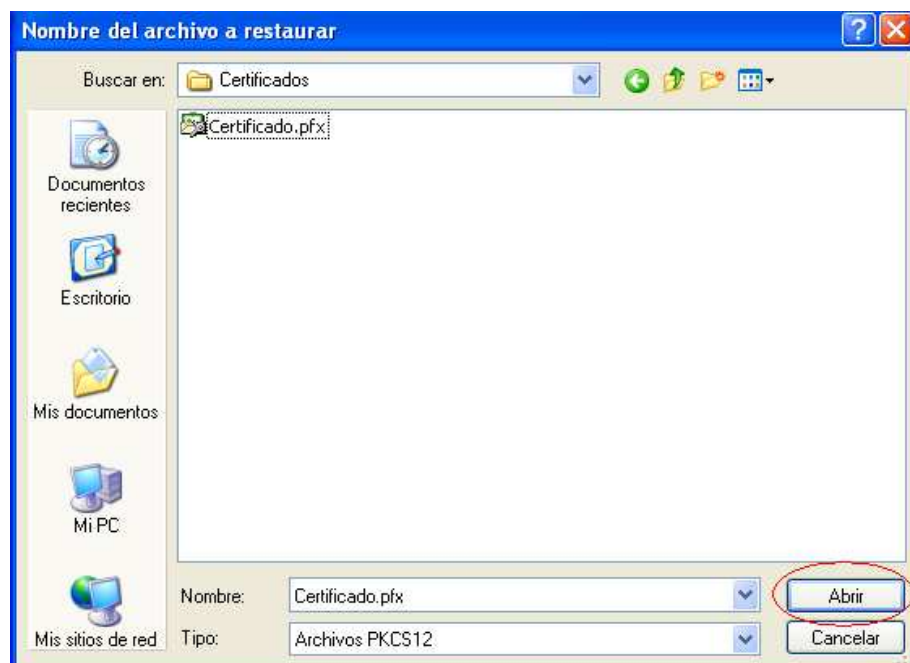 Nombre del archivo a restaurar
Buscar en: Certificados
Certificado.pfx
Documentos
recientes
Escritorio
Mis documentos
Mi PC
Mis sitios de red
Nombre: Certificado.pfx Abrir
Tipo: Archivos PKCS12 Cancelar